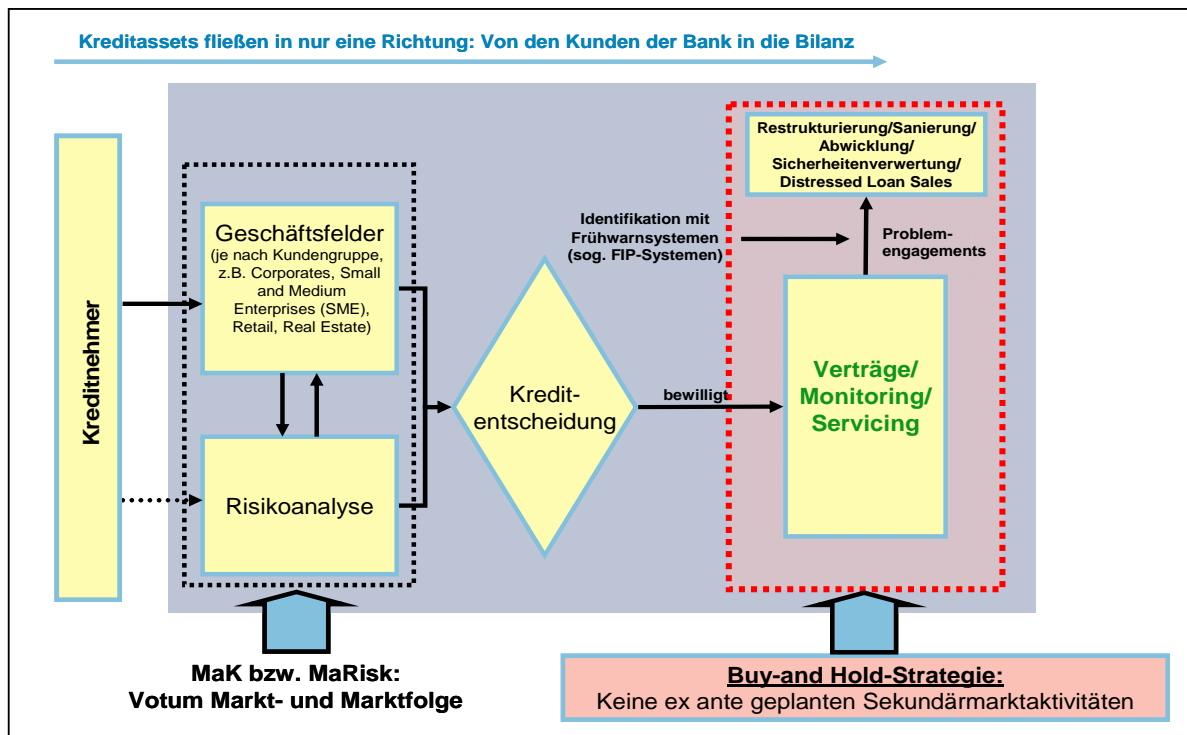 Kreditassets fließen in nur eine Richtung: Von den Kunden der Bank in die Bilanz
Kreditnehmer
Geschäftsfelder
(je nach Kundengruppe,
z.B. Corporates, Small
and Medium
Enterprises (SME),
Retail, Real Estate)
Risikoanalyse
Kredit-
entscheidung
bewilligt
Restrukturierung/Sanierung/
Abwicklung/
Sicherheitenverwertung/
Distressed Loan Sales
Identifikation mit
Frühwarnsystemen
(sog. FIP-Systemen)
Problem-
engagements
Verträge/
Monitoring/
Servicing
MaK bzw. MaRisk:
Votum Markt- und Marktfolge
Buy-and Hold-Strategie:
Keine ex ante geplanten Sekundärmarktaktivitäten